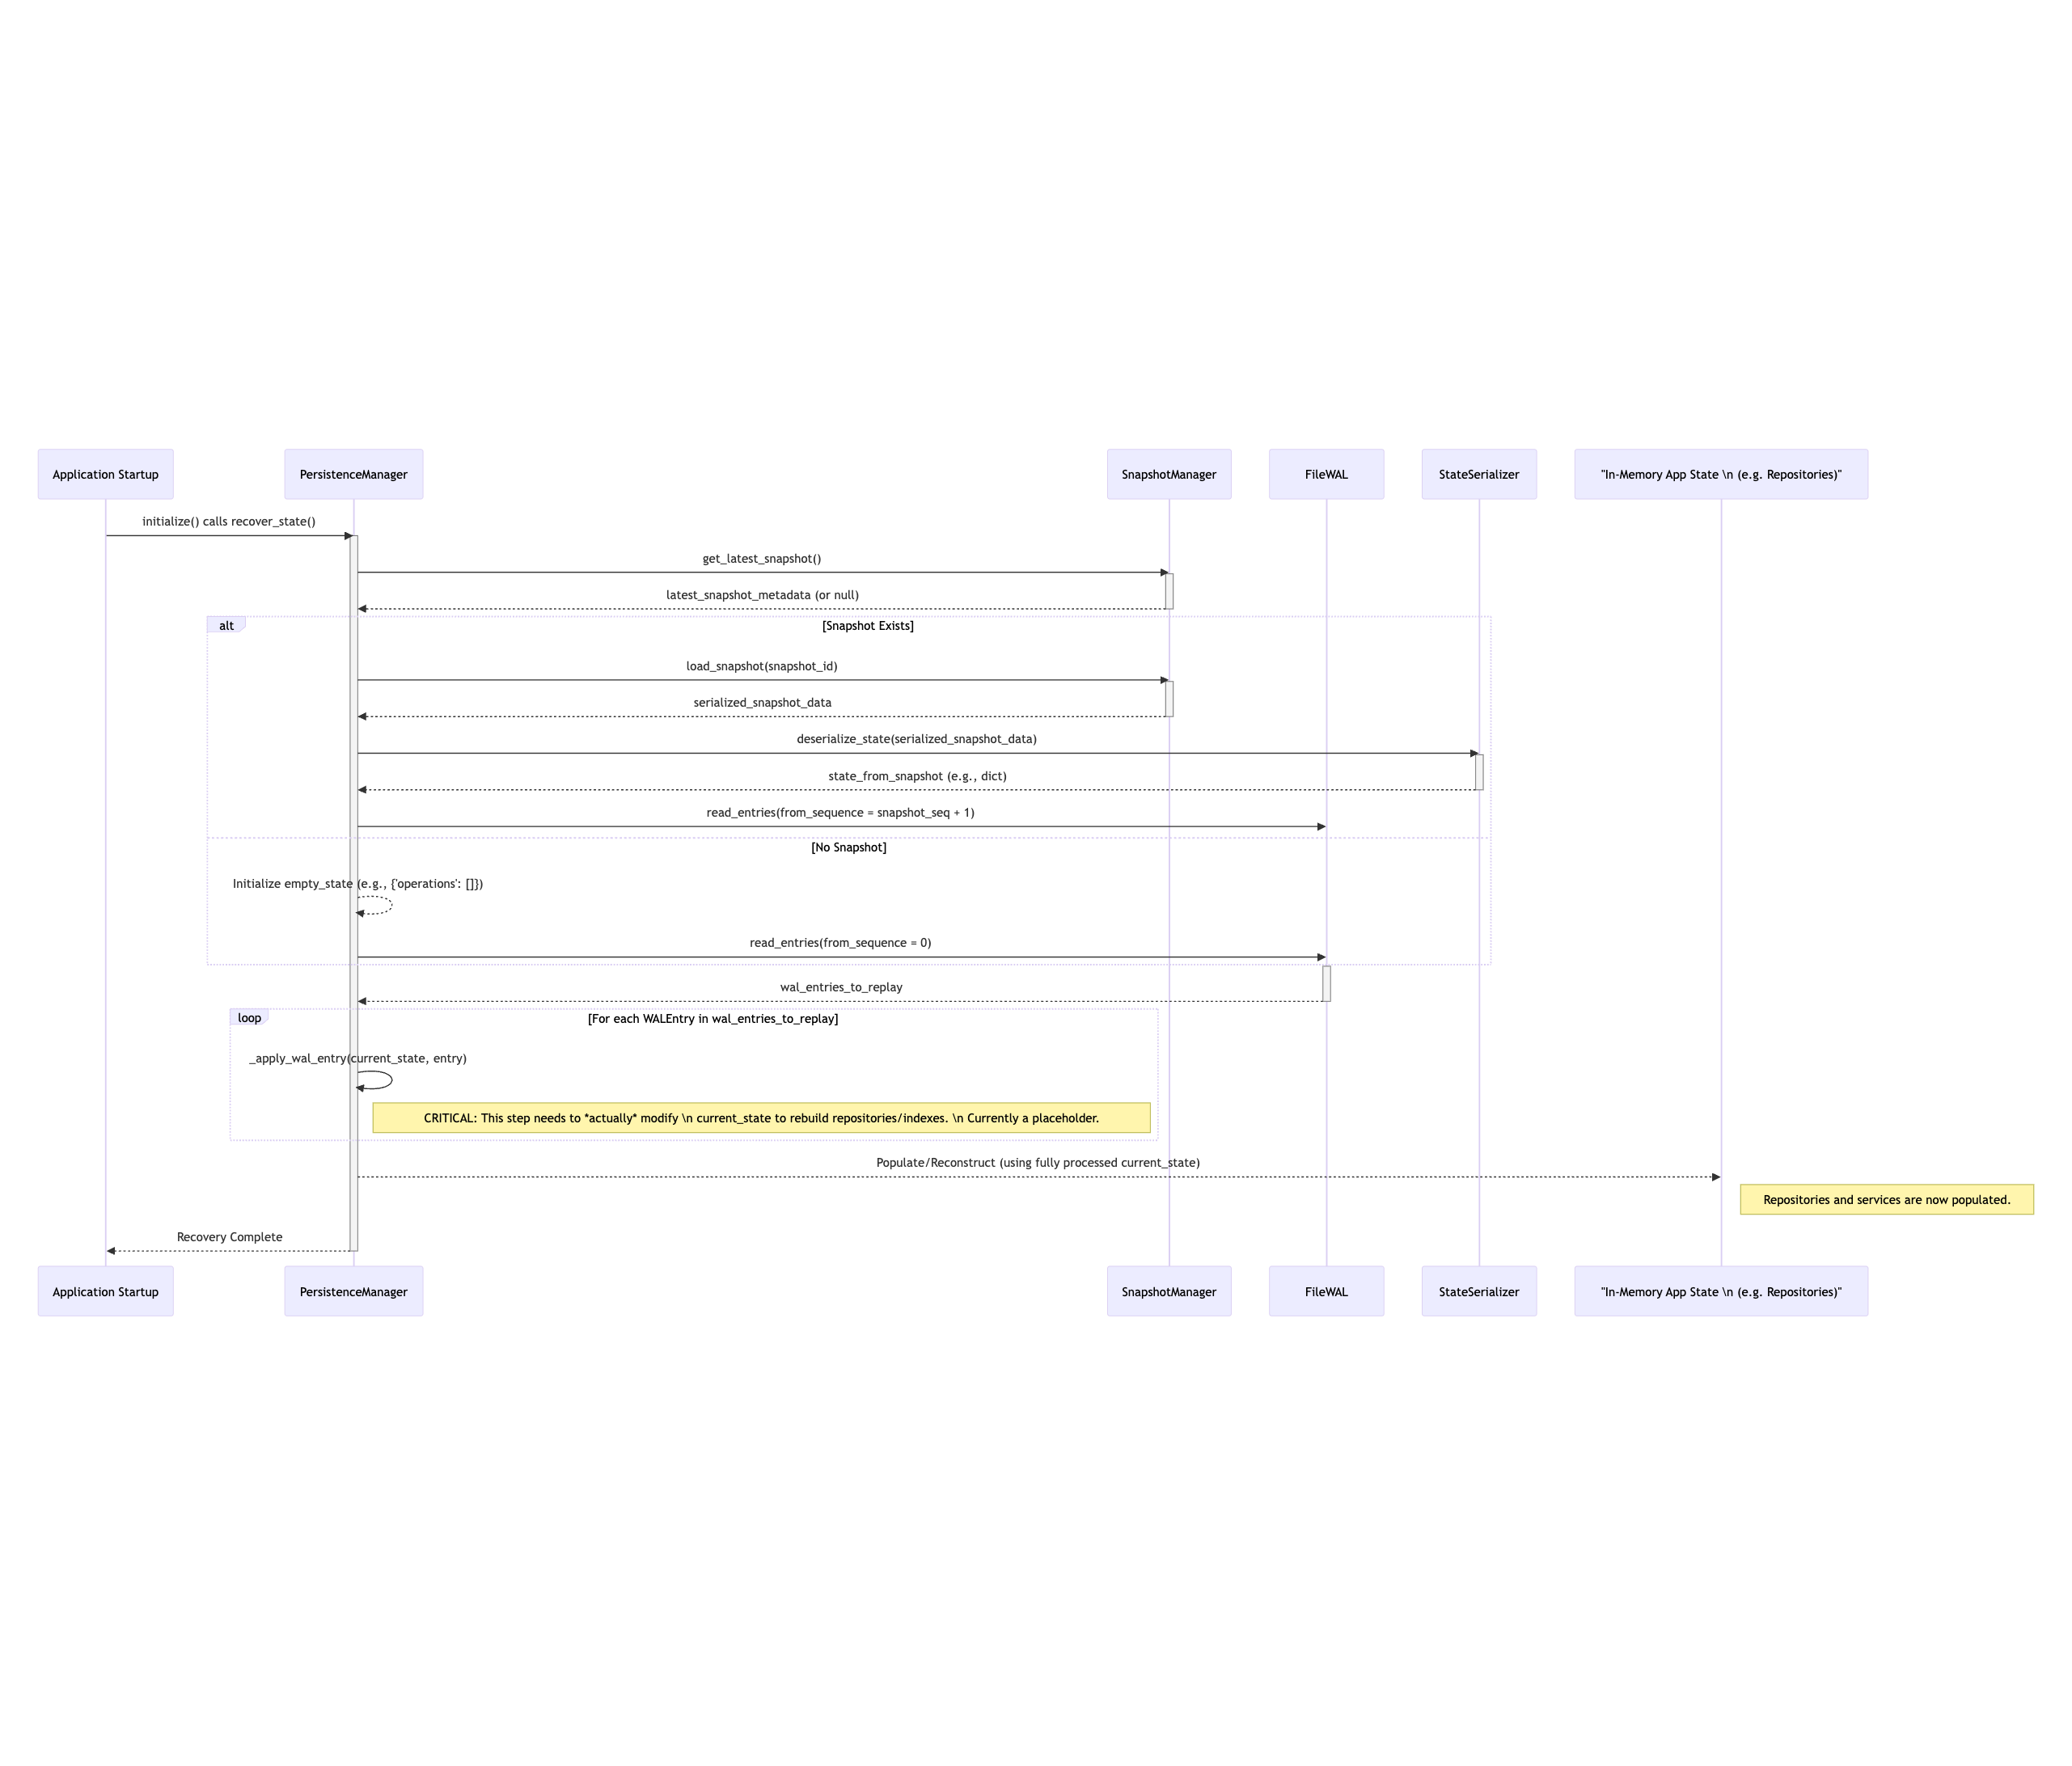 Application Startup
PersistenceManager
SnapshotManager
FileWAL
StateSerializer
"In-Memory App State \n (e.g. Repositories)"
initialize() calls recover_state()
get_latest_snapshot()
latest_snapshot_metadata (or null)
alt
[Snapshot Exists]
load_snapshot(snapshot_id)
serialized_snapshot_data
deserialize_state(serialized_snapshot_data)
state_from_snapshot (e.g., dict)
read_entries(from_sequence = snapshot_seq + 1)
[No Snapshot]
Initialize empty_state (e.g., {'operations': []})
read_entries(from_sequence = 0)
wal_entries_to_replay
loop
[For each WALEntry in wal_entries_to_replay]
_apply_wal_entry(current_state, entry)
CRITICAL: This step needs to *actually* modify \n current_state to rebuild repositories/indexes. \n Currently a placeholder.
Populate/Reconstruct (using fully processed current_state)
Repositories and services are now populated.
Recovery Complete
Application Startup
PersistenceManager
SnapshotManager
FileWAL
StateSerializer
"In-Memory App State \n (e.g. Repositories)"